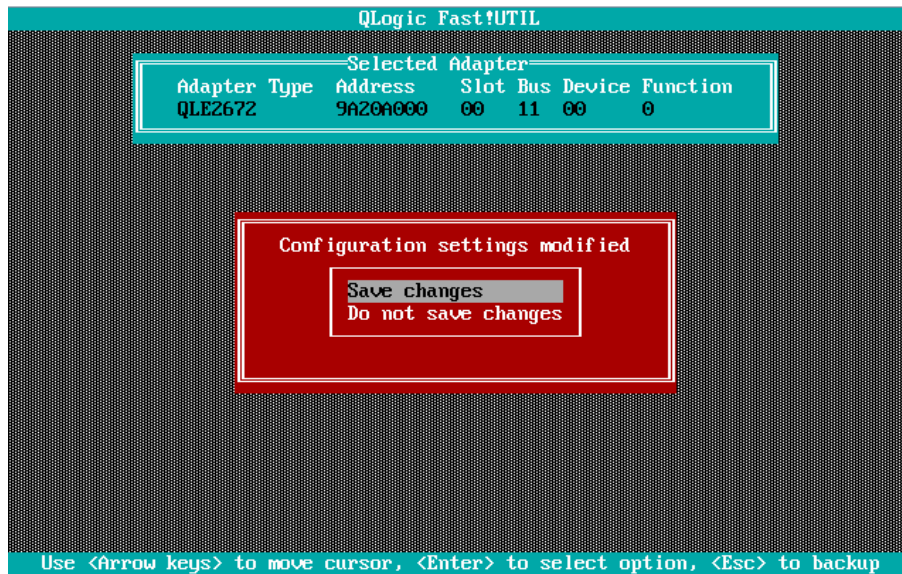 QLogic Fast!UTIL
Selected Adapter
Adapter Type Address Slot Bus Device Function
QLE2672 9A20A000 00 11 00 0
Configuration settings modified
Save changes
Do not save changes
Use <Arrow keys> to move cursor, <Enter> to select option, <Esc> to backup